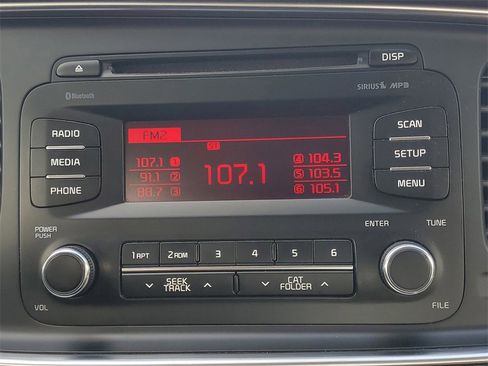 DISP
Bluetooth
SIRIUS MP3
RADIO
FM2
SCAN
ST
MEDIA
107.1 1
107.1
4 104.3
SETUP
91.1 2
5 103.5
PHONE
88.7 3
6 105.1
MENU
POWER
PUSH
ENTER
TUNE
1 RPT
2 RDM
3
4
5
6
SEEK
TRACK
CAT
FOLDER
VOL
FILE